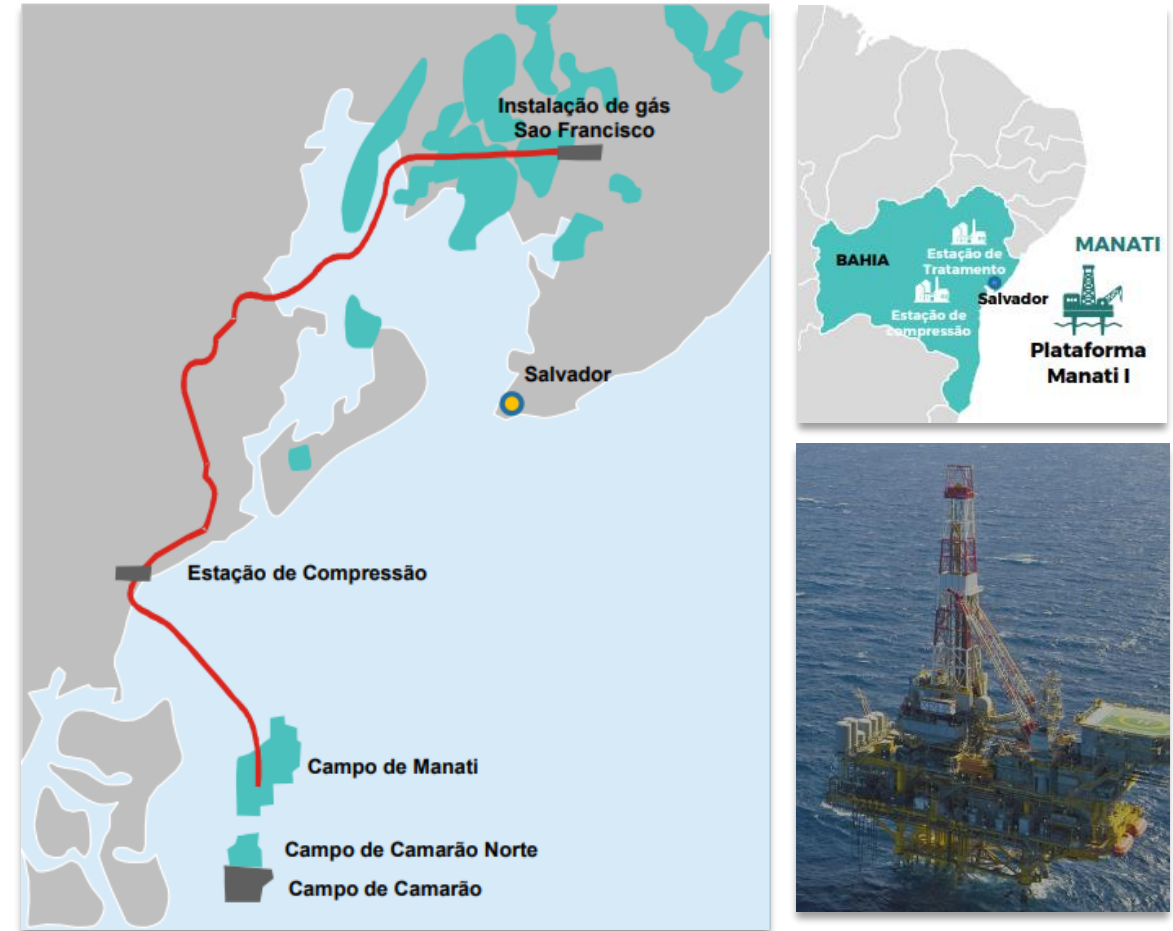 Instalação de gás
Sao Francisco
Salvador
Estação de Compressão
Campo de Manati
Campo de Camarão Norte
Campo de Camarão
BAHIA
Estação de
Tratamento
Estação de
compressão
Salvador
MANATI
Plataforma
Manati I